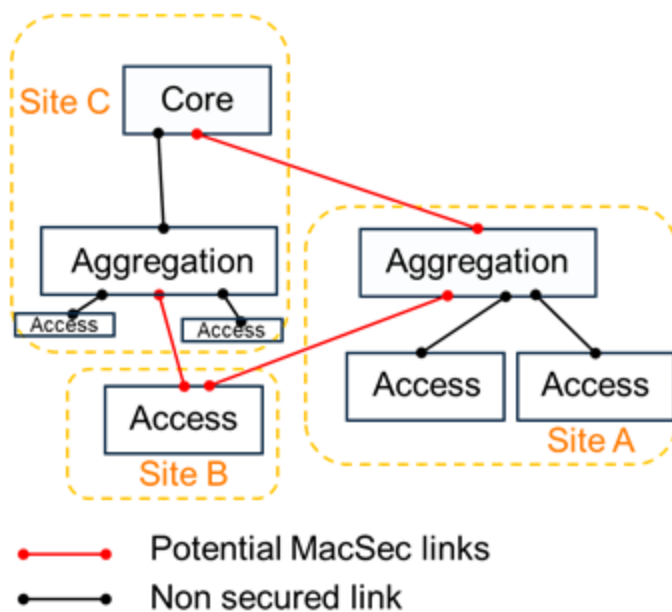 Site C
Core
Aggregation
Aggregation
Access
Access
Access
Access
Access
Site B
Site A
Potential MacSec links
Non secured link